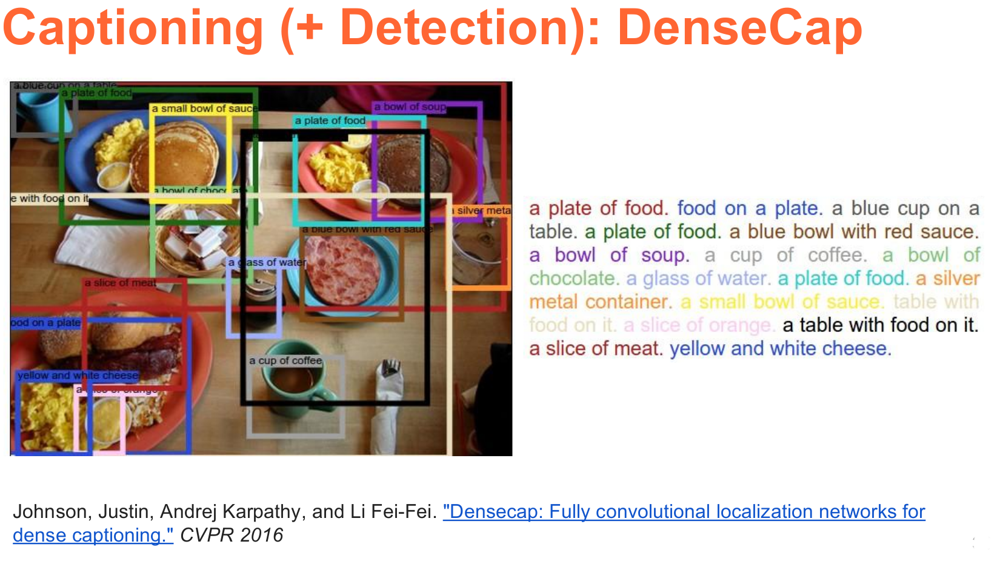 Captioning (+ Detection): DenseCap
a blue cup on a table
a plate of food
a small bowl of sauce
a plate of food
a bowl of soup
e with food on it
a bowl of chocolate
a silver meta
a blue bowl with red sauce
a glass of water
a slice of meat
ood on a plate
a cup of coffee
yellow and white cheese
a slice of orange
a plate of food. food on a plate. a blue cup on a
table. a plate of food. a blue bowl with red sauce.
a bowl of soup. a cup of coffee. a bowl of
chocolate. a glass of water. a plate of food. a silver
metal container. a small bowl of sauce. table with
food on it. a slice of orange. a table with food on it.
a slice of meat. yellow and white cheese.
Johnson, Justin, Andrej Karpathy, and Li Fei-Fei. "Densecap: Fully convolutional localization networks for
dense captioning." CVPR 2016